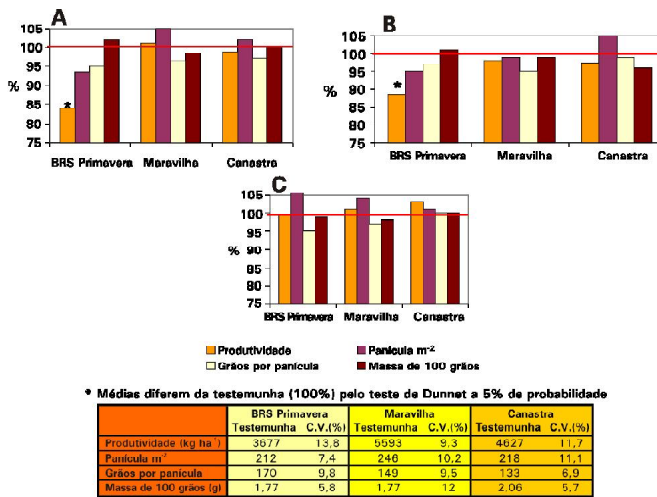 A
105
100
95
90
%
85
*
80
75
BRS Primavera Maravilha Canastra
B
105
100
95
%
90
*
85
80
75
BRS Primavera Maravilha Canastra
C
105
100
95
%
90
85
80
75
BRS Primavera Maravilha Canastra
Produtividade Panícula m-2
Grãos por panícula Massa de 100 grãos
* Médias diferem da testemunha (100%) pelo teste de Dunnet a 5% de probabilidade
BRS Primavera Maravilha Canastra
Testemunha C.V.(%) Testemunha C.V.(%) Testemunha C.V.(%)
Produtividade (kg ha-1) 3677 13,8 5593 9,3 4627 11,7
Panícula m-2 212 7,4 246 10,2 218 11,1
Grãos por panícula 170 9,8 149 9,5 133 6,9
Massa de 100 grãos (g) 1,77 5,8 1,77 12 2,06 5,7